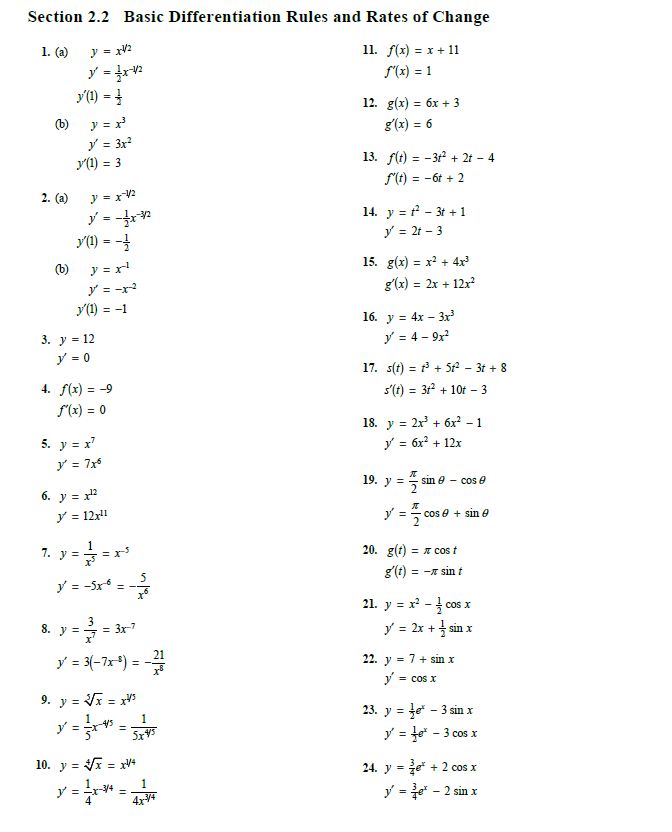 Section 2.2 Basic Differentiation Rules and Rates of Change
1. (a) y = x^(1/2)
y′ = ½x^(−1/2)
y′(1) = ½
(b) y = x³
y′ = 3x²
y′(1) = 3
2. (a) y = x^(−1/2)
y′ = −½x^(−3/2)
y′(1) = −½
(b) y = x⁻¹
y′ = −x⁻²
y′(1) = −1
3. y = 12
y′ = 0
4. f(x) = −9
f′(x) = 0
5. y = x⁷
y′ = 7x⁶
6. y = x¹²
y′ = 12x¹¹
7. y = 1/x⁵ = x⁻⁵
y′ = −5x⁻⁶ = −5/x⁶
8. y = 3/x⁷ = 3x⁻⁷
y′ = 3(−7x⁻⁸) = −21/x⁸
9. y = ⁵√x = x^(1/5)
y′ = 1/5 x^(−4/5) = 1/(5x^(4/5))
10. y = ⁴√x = x^(1/4)
y′ = 1/4 x^(−3/4) = 1/(4x^(3/4))
11. f(x) = x + 11
f′(x) = 1
12. g(x) = 6x + 3
g′(x) = 6
13. f(t) = −3t² + 2t − 4
f′(t) = −6t + 2
14. y = t² − 3t + 1
y′ = 2t − 3
15. g(x) = x² + 4x³
g′(x) = 2x + 12x²
16. y = 4x − 3x³
y′ = 4 − 9x²
17. s(t) = t³ + 5t² − 3t + 8
s′(t) = 3t² + 10t − 3
18. y = 2x³ + 6x² − 1
y′ = 6x² + 12x
19. y = π/2 sin θ − cos θ
y′ = π/2 cos θ + sin θ
20. g(t) = π cos t
g′(t) = −π sin t
21. y = x² − ½ cos x
y′ = 2x + ½ sin x
22. y = 7 + sin x
y′ = cos x
23. y = ½eˣ − 3 sin x
y′ = ½eˣ − 3 cos x
24. y = ¾eˣ + 2 cos x
y′ = ¾eˣ − 2 sin x